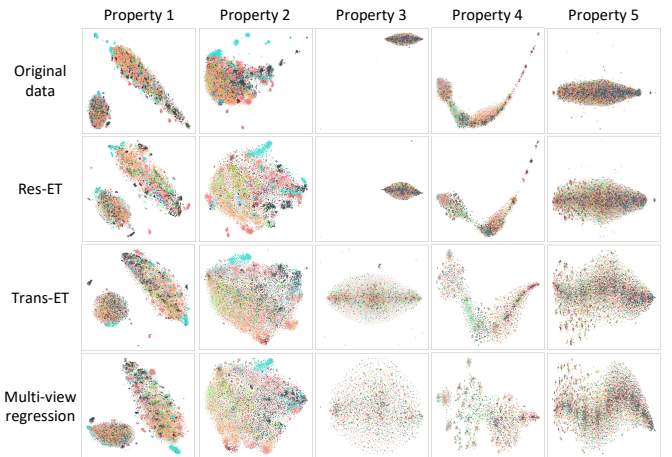 Property 1 Property 2 Property 3 Property 4 Property 5
Original
data
Res-ET
Trans-ET
Multi-view
regression